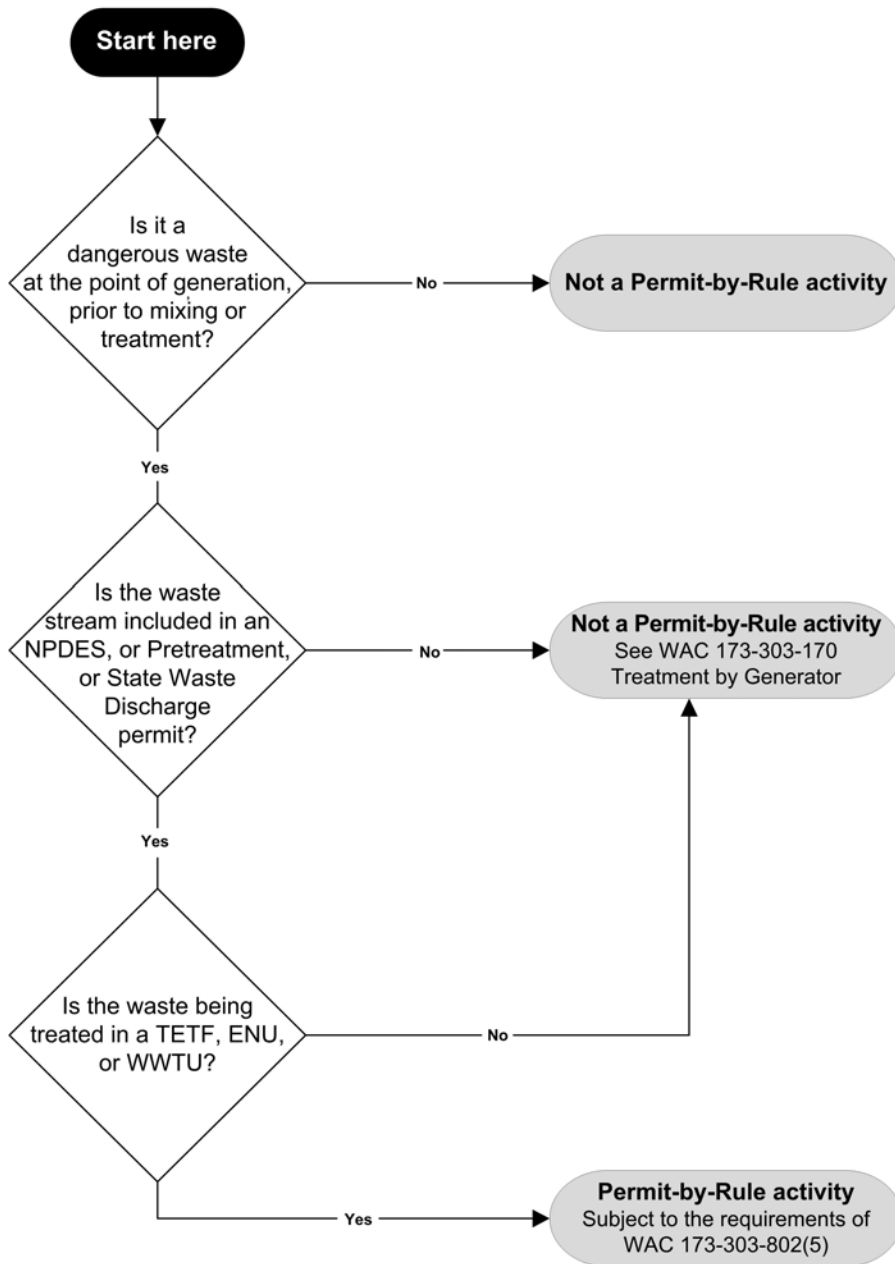 Start here
Is it a
dangerous waste
at the point of generation,
prior to mixing or
treatment?
No
Not a Permit-by-Rule activity
Yes
Is the waste
stream included in an
NPDES, or Pretreatment,
or State Waste
Discharge
permit?
No
Not a Permit-by-Rule activity
See WAC 173-303-170
Treatment by Generator
Yes
Is the waste being
treated in a TETF, ENU,
or WWTU?
No
Yes
Permit-by-Rule activity
Subject to the requirements of
WAC 173-303-802(5)